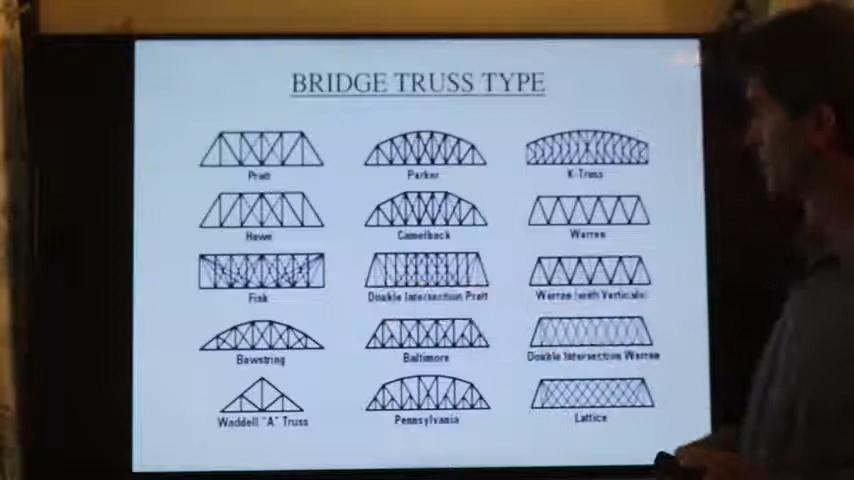 BRIDGE TRUSS TYPE
Pratt
Parker
K-Truss
Howe
Camelback
Warren
Fink
Double Intersection Pratt
Warren (with Verticals)
Bowstring
Baltimore
Double Intersection Warren
Waddell "A" Truss
Pennsylvania
Lattice